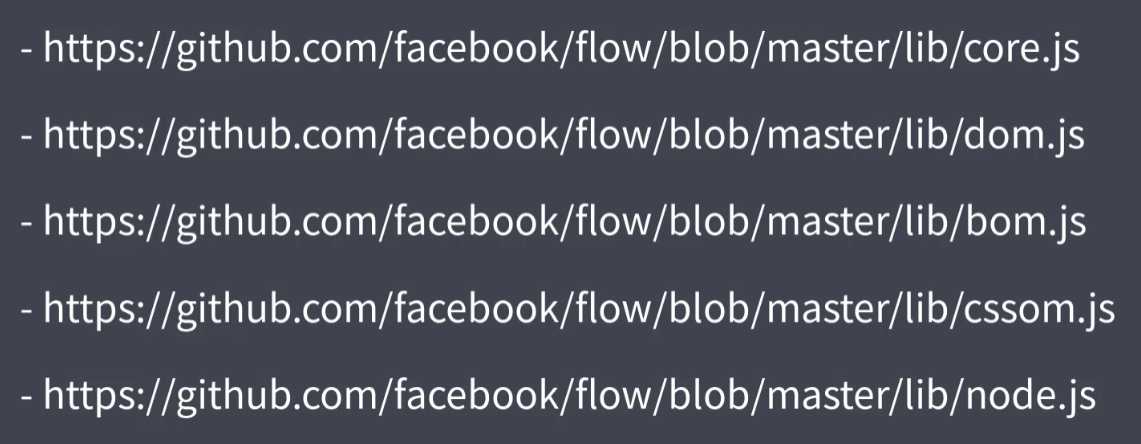 - https://github.com/facebook/flow/blob/master/lib/core.js
- https://github.com/facebook/flow/blob/master/lib/dom.js
- https://github.com/facebook/flow/blob/master/lib/bom.js
- https://github.com/facebook/flow/blob/master/lib/cssom.js
- https://github.com/facebook/flow/blob/master/lib/node.js